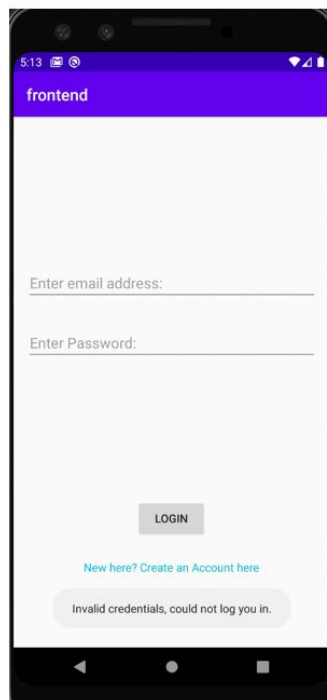 5:13
frontend
Enter email address:
Enter Password:
LOGIN
New here? Create an Account here
Invalid credentials, could not log you in.